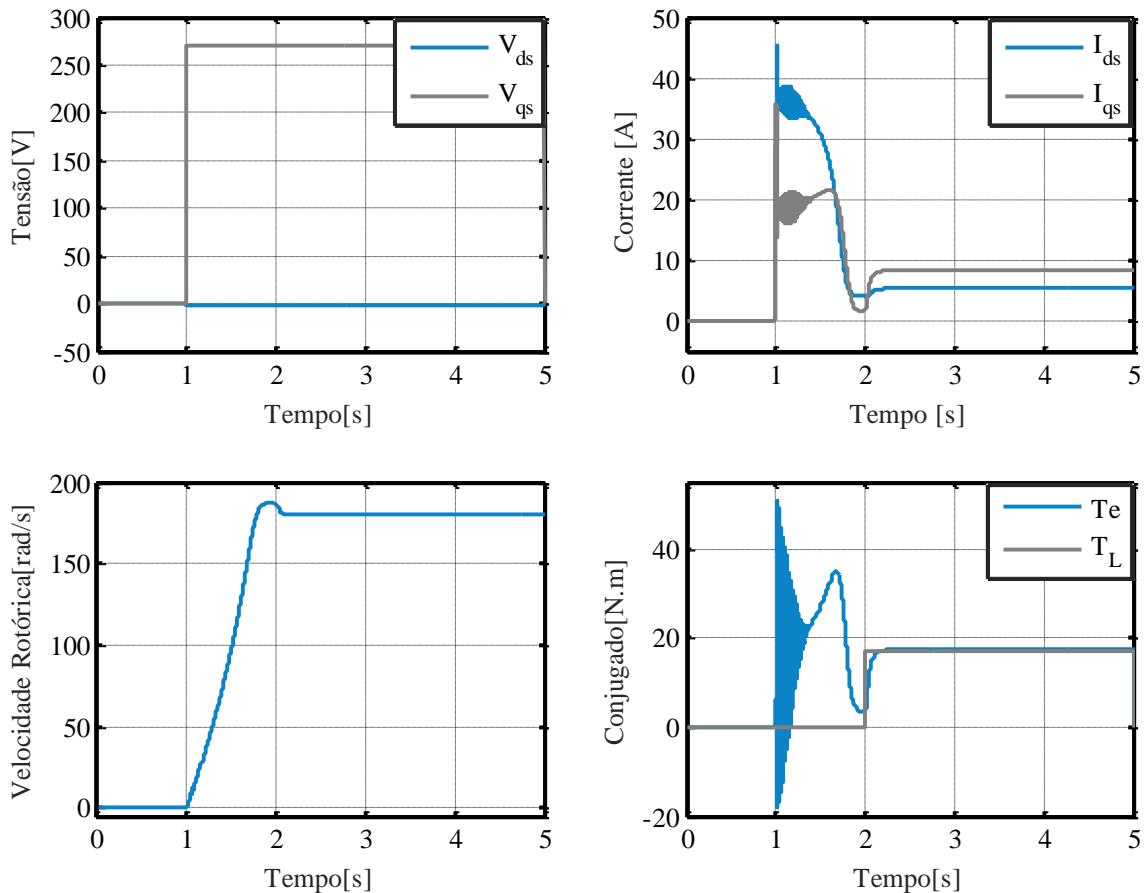 300
250
200
150
100
50
0
-50
0 1 2 3 4 5
Tensão[V]
Tempo[s]
V_ds
V_qs
50
40
30
20
10
0
0 1 2 3 4 5
Corrente [A]
Tempo [s]
I_ds
I_qs
200
150
100
50
0
0 1 2 3 4 5
Velocidade Rotórica[rad/s]
Tempo[s]
40
20
0
-20
0 1 2 3 4 5
Conjugado[N.m]
Tempo[s]
Te
T_L